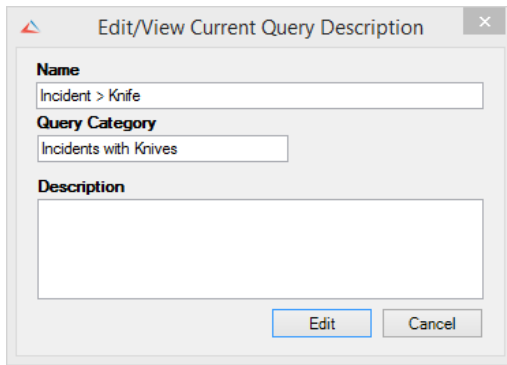 Edit/View Current Query Description
Name
Incident > Knife
Query Category
Incidents with Knives
Description
Edit
Cancel